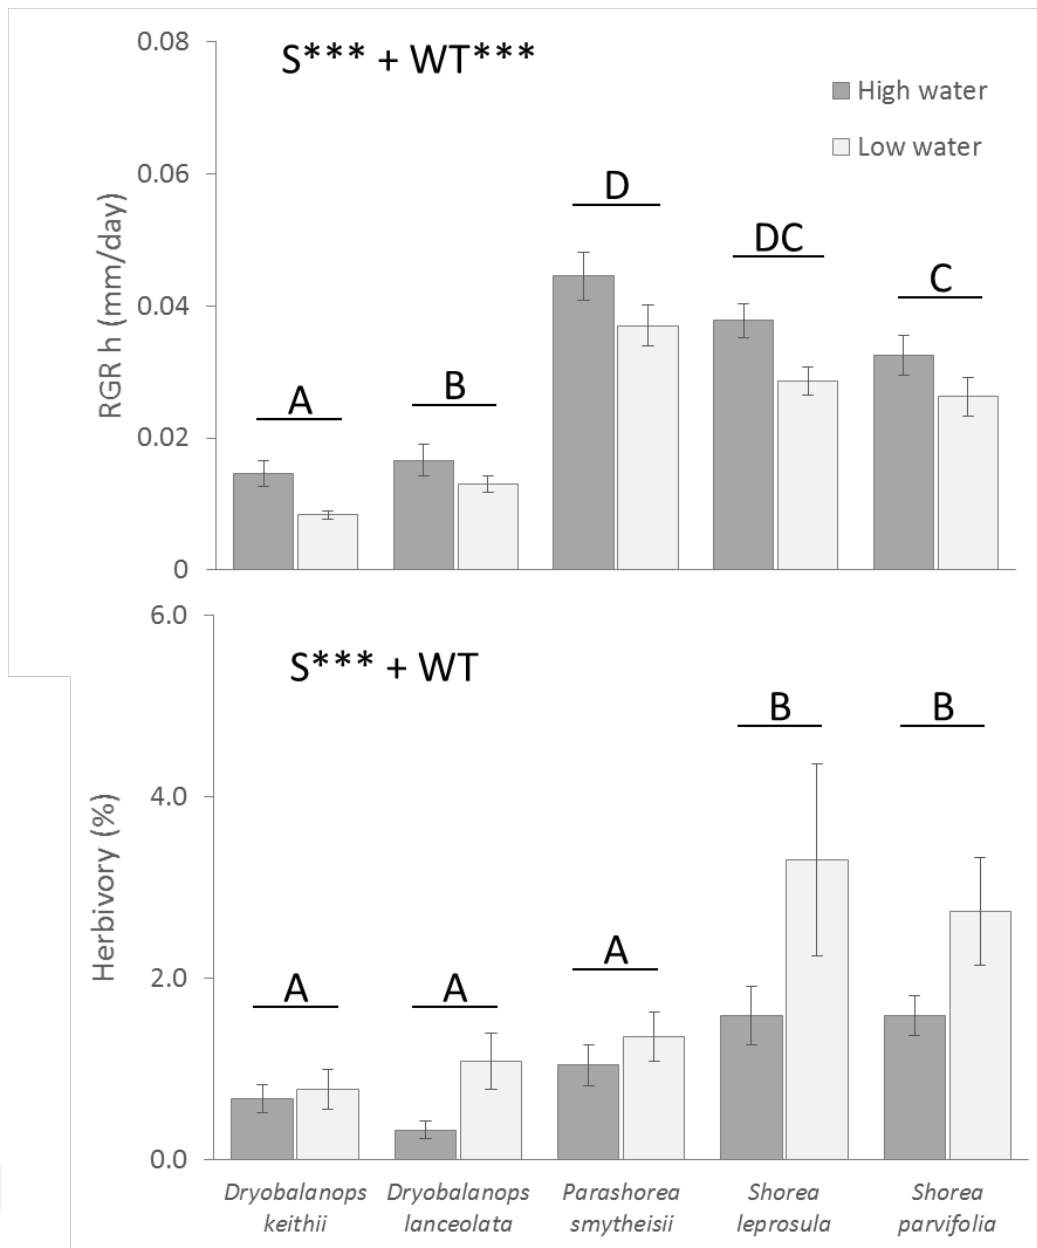 0.08
S*** + WT***
High water
Low water
0.06
D
DC
C
RGR h (mm/day)
0.04
A
B
0.02
0
6.0
S*** + WT
B
B
4.0
Herbivory (%)
A
A
A
2.0
0.0
Dryobalanops
keithii
Dryobalanops
lanceolata
Parashorea
smytheisii
Shorea
leprosula
Shorea
parvifolia